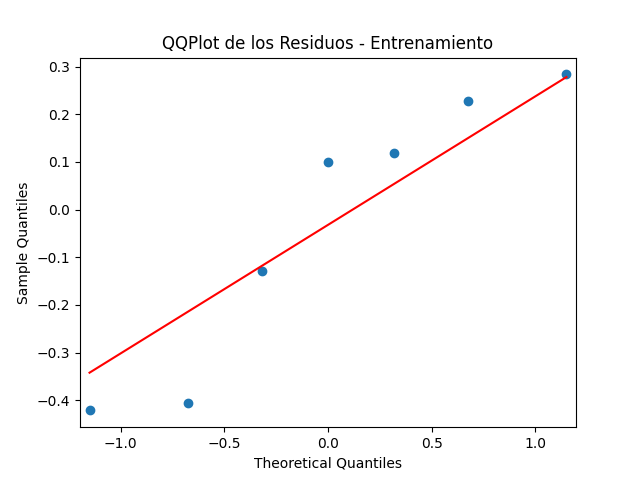 QQPlot de los Residuos - Entrenamiento
0.3
0.2
0.1
0.0
−0.1
−0.2
−0.3
−0.4
Sample Quantiles
−1.0 −0.5 0.0 0.5 1.0
Theoretical Quantiles